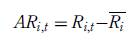 AR_{i,t} = R_{i,t} - \overline{R_i}